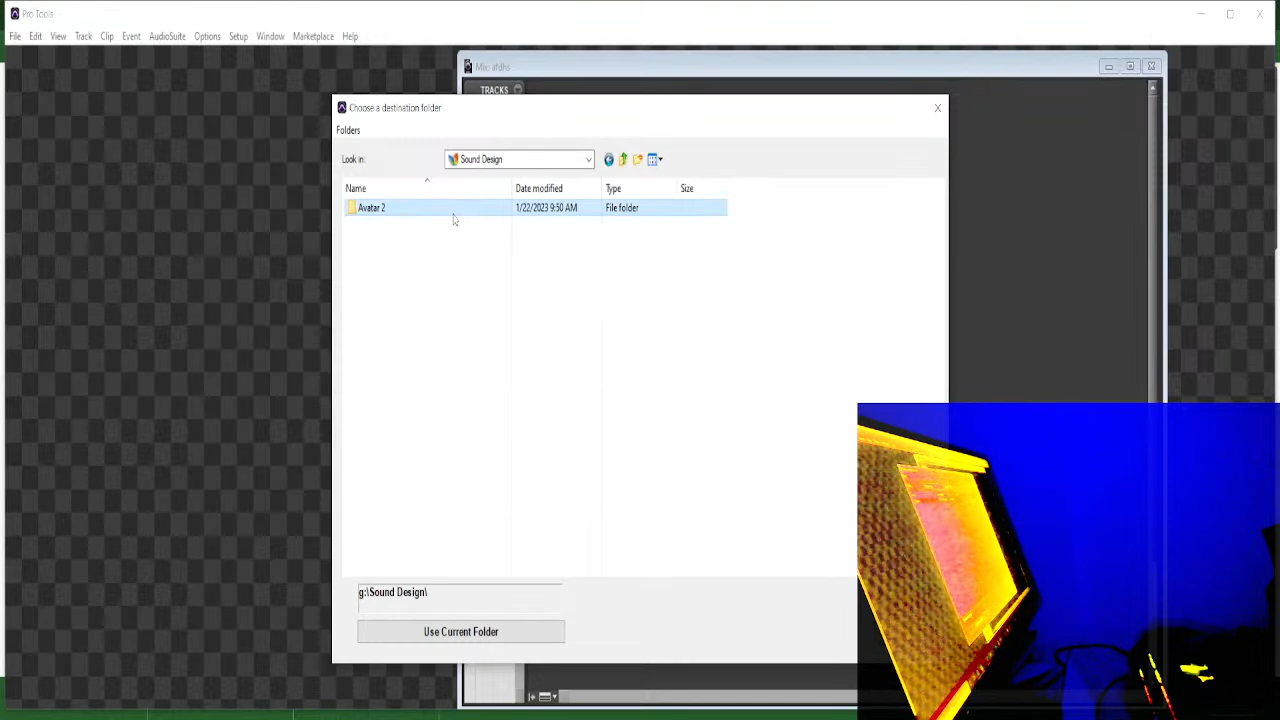 Pro Tools
File Edit View Track Clip Event AudioSuite Options Setup Window Marketplace Help
Mix: afdhs
TRACKS
Choose a destination folder
Folders
Look in: Sound Design
Name Date modified Type Size
Avatar 2 1/22/2023 9:50 AM File folder
g:\Sound Design\
Use Current Folder